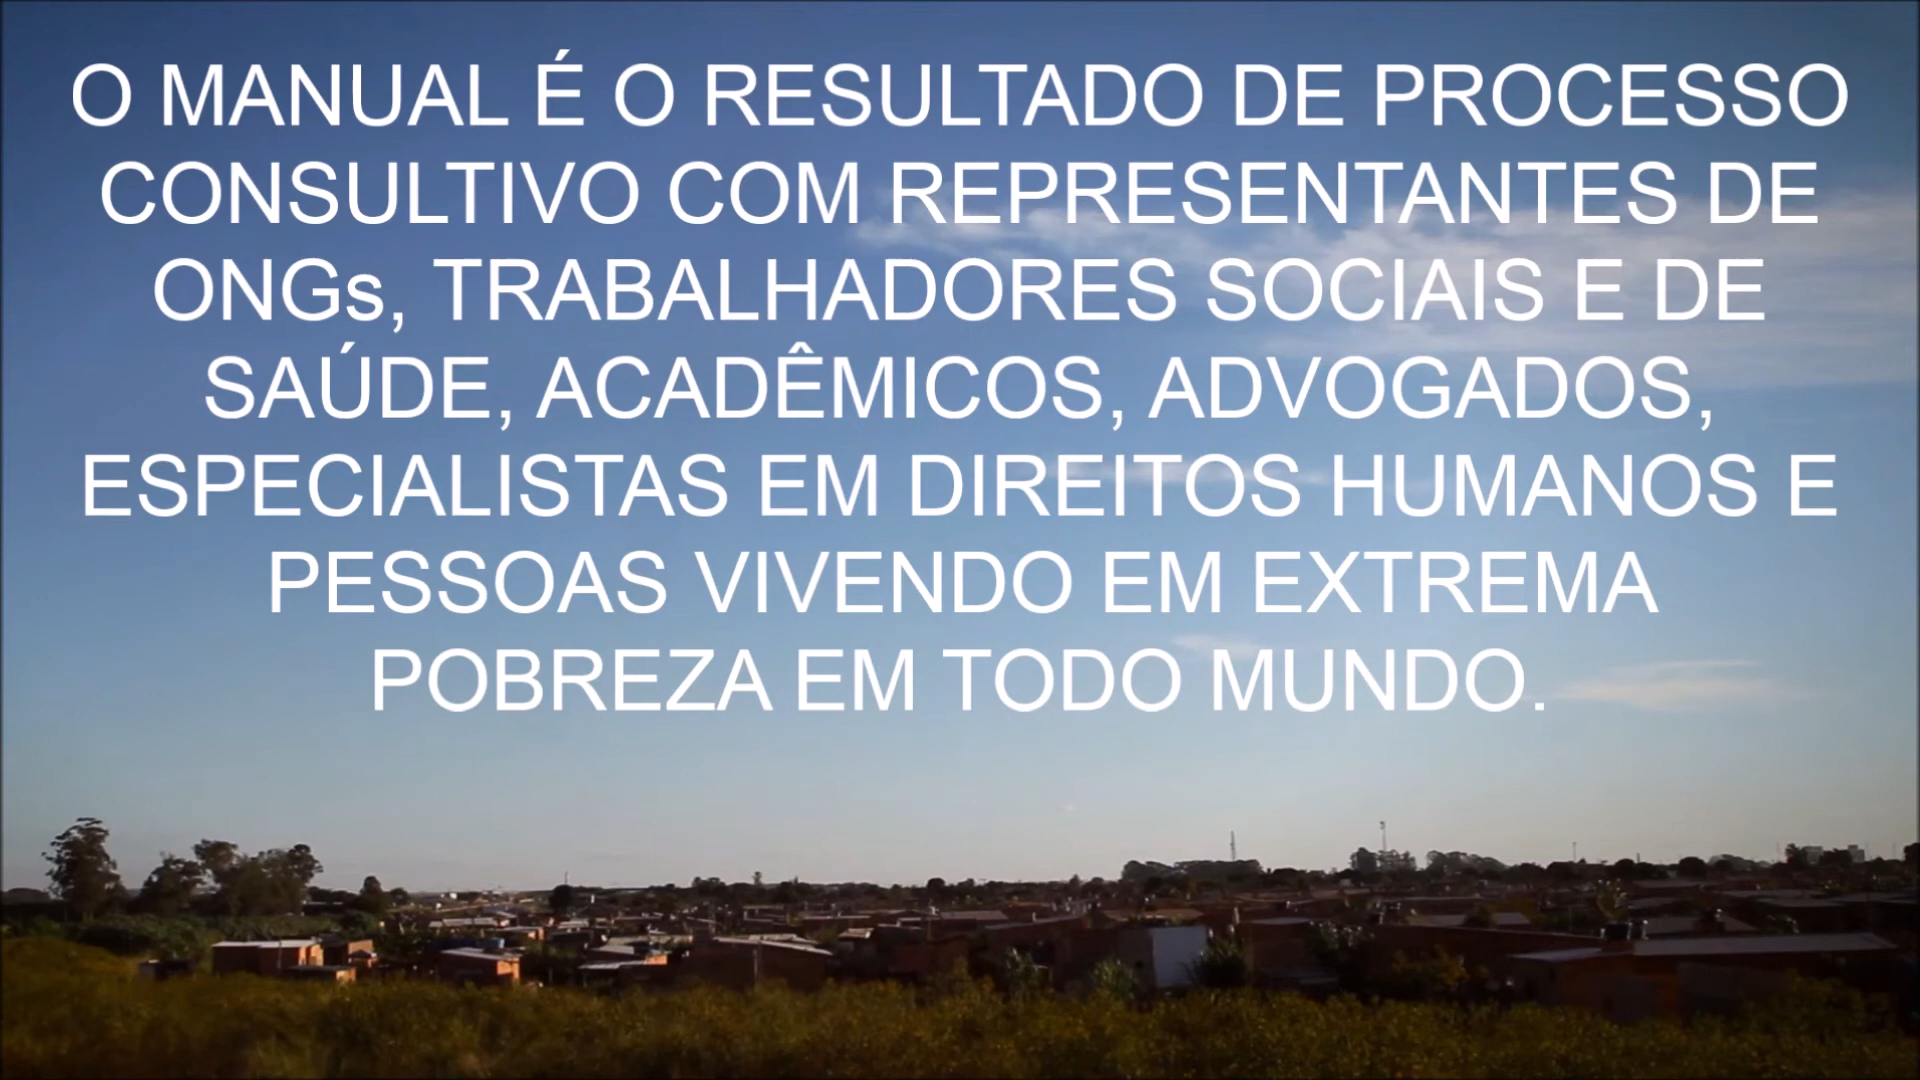 O MANUAL É O RESULTADO DE PROCESSO
CONSULTIVO COM REPRESENTANTES DE
ONGs, TRABALHADORES SOCIAIS E DE
SAÚDE, ACADÊMICOS, ADVOGADOS,
ESPECIALISTAS EM DIREITOS HUMANOS E
PESSOAS VIVENDO EM EXTREMA
POBREZA EM TODO MUNDO.